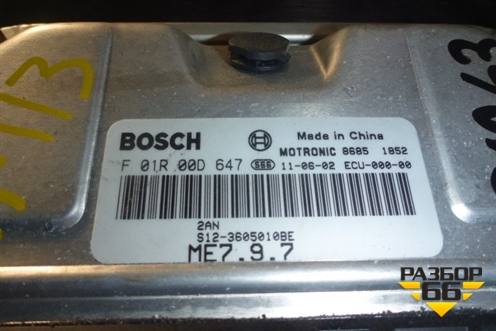 BOSCH
Made in China
MOTRONIC 8685 1852
F 01R 00D 647 SGS 11-06-02 ECU-000-00
2AN
S12-3605010BE
ME7.9.7
РАЗБОР
66